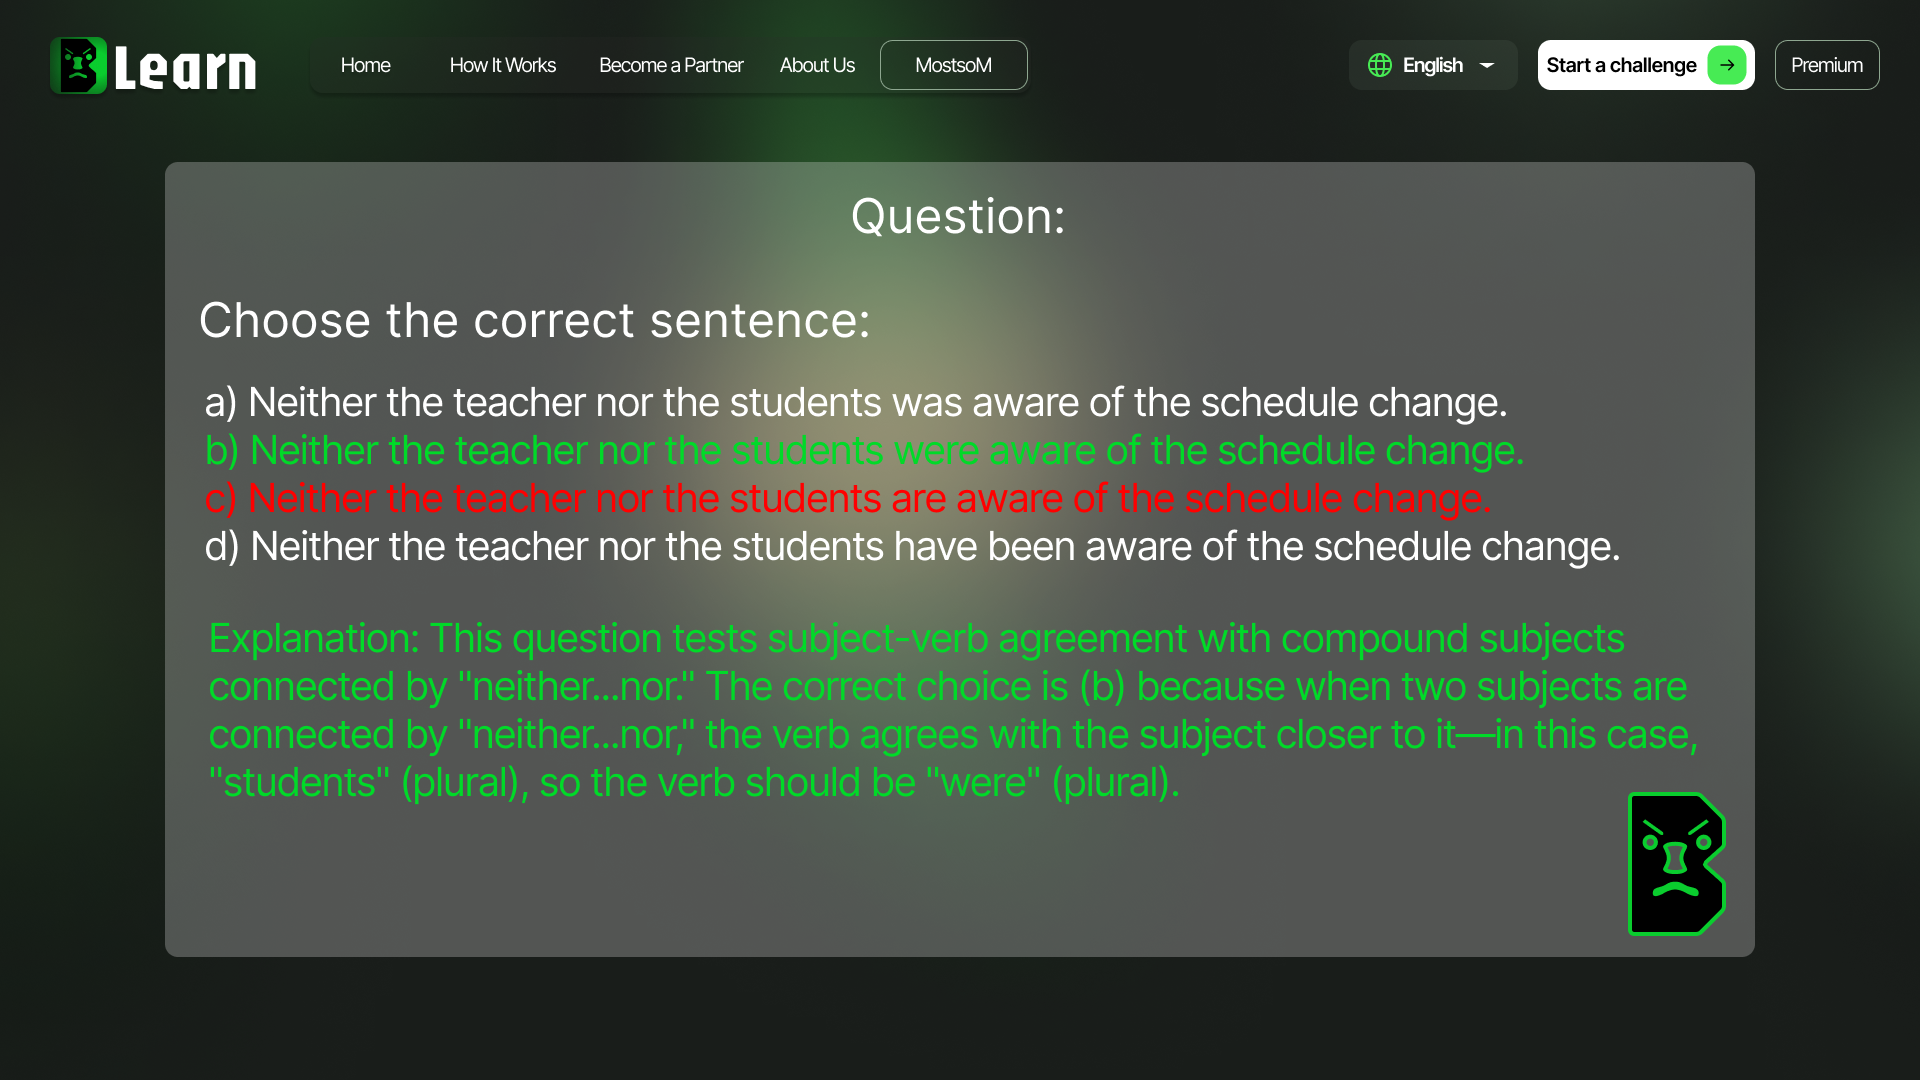 Learn
Home How It Works Become a Partner About Us MostsoM English Start a challenge Premium
Question:
Choose the correct sentence:
a) Neither the teacher nor the students was aware of the schedule change.
b) Neither the teacher nor the students were aware of the schedule change.
c) Neither the teacher nor the students are aware of the schedule change.
d) Neither the teacher nor the students have been aware of the schedule change.
Explanation: This question tests subject-verb agreement with compound subjects
connected by "neither...nor." The correct choice is (b) because when two subjects are
connected by "neither...nor," the verb agrees with the subject closer to it—in this case,
"students" (plural), so the verb should be "were" (plural).